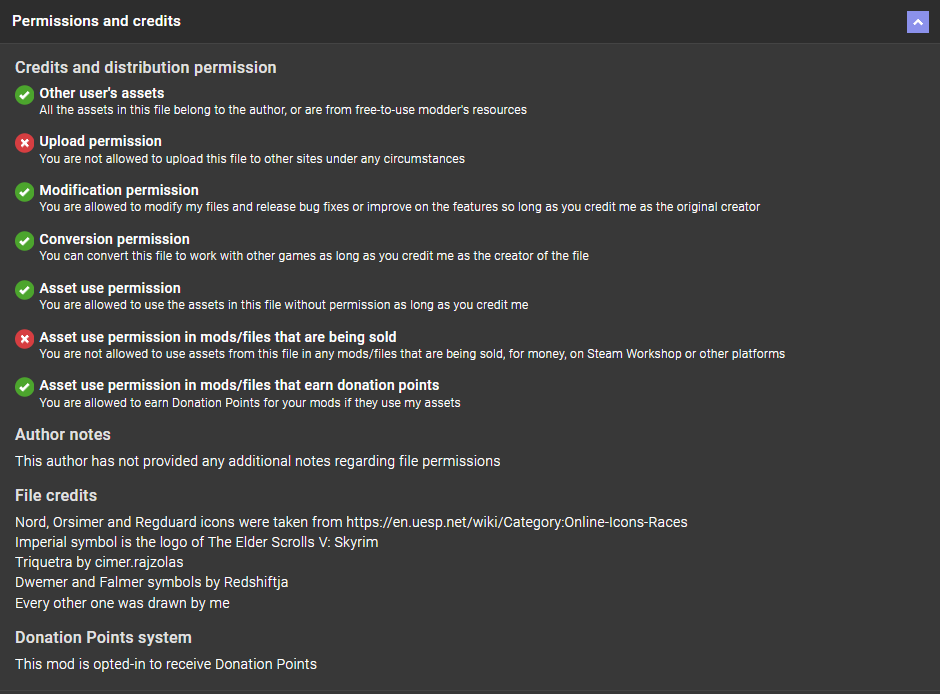 Permissions and credits
Credits and distribution permission
Other user's assets
All the assets in this file belong to the author, or are from free-to-use modder's resources
Upload permission
You are not allowed to upload this file to other sites under any circumstances
Modification permission
You are allowed to modify my files and release bug fixes or improve on the features so long as you credit me as the original creator
Conversion permission
You can convert this file to work with other games as long as you credit me as the creator of the file
Asset use permission
You are allowed to use the assets in this file without permission as long as you credit me
Asset use permission in mods/files that are being sold
You are not allowed to use assets from this file in any mods/files that are being sold, for money, on Steam Workshop or other platforms
Asset use permission in mods/files that earn donation points
You are allowed to earn Donation Points for your mods if they use my assets
Author notes
This author has not provided any additional notes regarding file permissions
File credits
Nord, Orsimer and Regduard icons were taken from https://en.uesp.net/wiki/Category:Online-Icons-Races
Imperial symbol is the logo of The Elder Scrolls V: Skyrim
Triquetra by cimer.rajzolas
Dwemer and Falmer symbols by Redshiftja
Every other one was drawn by me
Donation Points system
This mod is opted-in to receive Donation Points